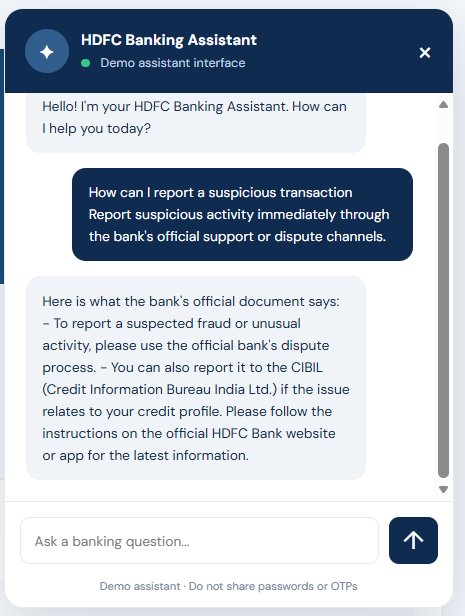 HDFC Banking Assistant
Demo assistant interface
Hello! I'm your HDFC Banking Assistant. How can
I help you today?
How can I report a suspicious transaction
Report suspicious activity immediately through
the bank's official support or dispute channels.
Here is what the bank's official document says:
- To report a suspected fraud or unusual
activity, please use the official bank's dispute
process. - You can also report it to the CIBIL
(Credit Information Bureau India Ltd.) if the issue
relates to your credit profile. Please follow the
instructions on the official HDFC Bank website
or app for the latest information.
Ask a banking question...
Demo assistant · Do not share passwords or OTPs